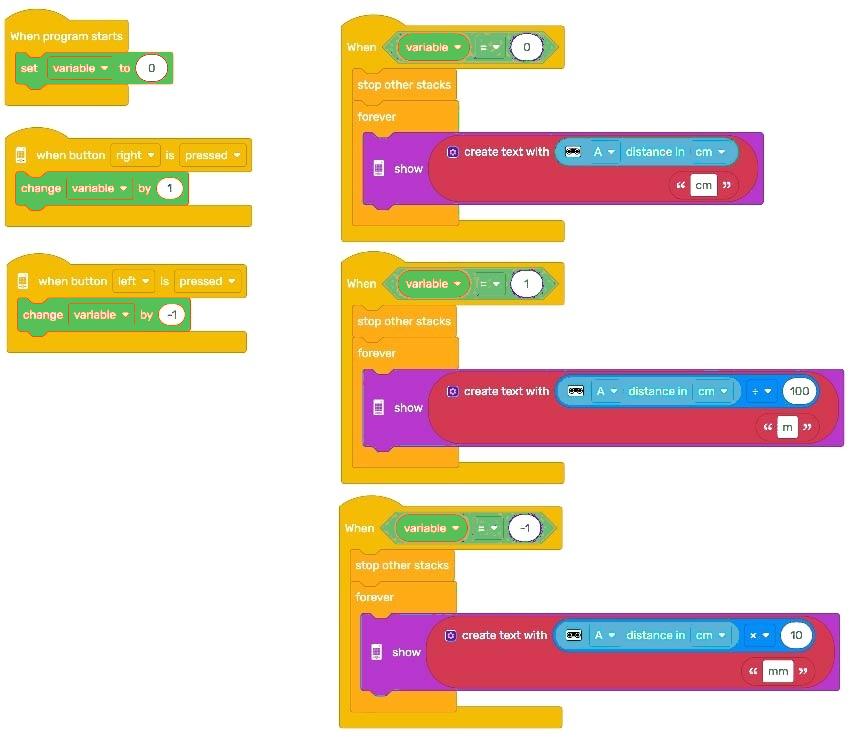 When program starts
set variable to 0
when button right is pressed
change variable by 1
when button left is pressed
change variable by -1
When variable = 0
stop other stacks
forever
show create text with A distance in cm
“ cm ”
When variable = 1
stop other stacks
forever
show create text with A distance in cm ÷ 100
“ m ”
When variable = -1
stop other stacks
forever
show create text with A distance in cm × 10
“ mm ”